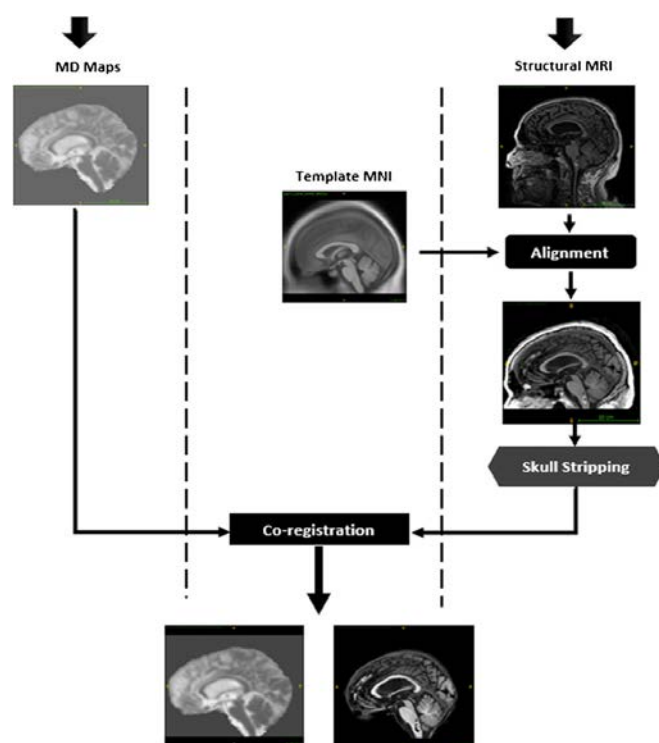 MD Maps
Structural MRI
Template MNI
Alignment
Skull Stripping
Co-registration